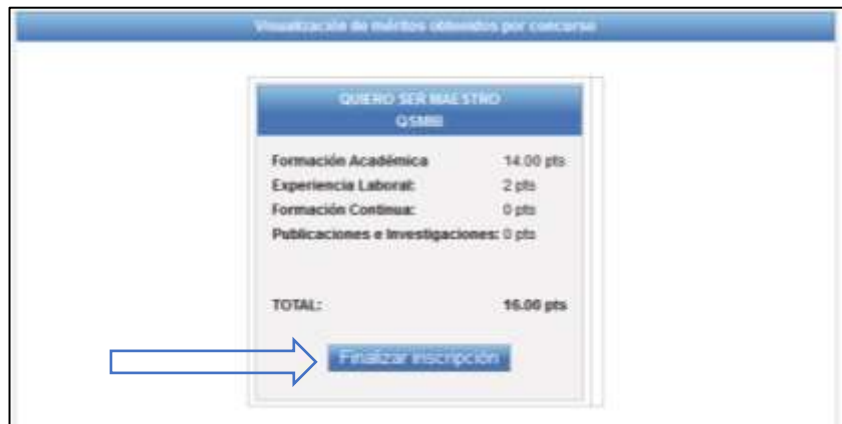 Visualización de méritos obtenidos por concurso
QUIERO SER MAESTRO
Formación Académica 14.00 pts
Experiencia Laboral: 2 pts
Formación Continua: 0 pts
Publicaciones e Investigaciones: 0 pts
TOTAL: 16.00 pts
Finalizar inscripción